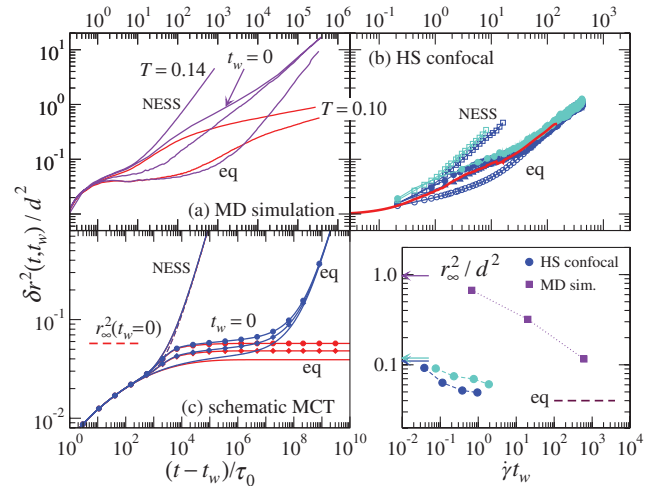 10^0 10^1 10^2 10^3 10^4 10^5 10^6
10^-1 10^0 10^1 10^2 10^3
10^1
10^0
10^-1
T = 0.14
t_w = 0
NESS
T = 0.10
eq
(a) MD simulation
(b) HS confocal
NESS
eq
δr^2(t,t_w) / d^2
10^-1
10^-2
NESS
r_∞^2(t_w=0)
t_w = 0
eq
eq
(c) schematic MCT
10^0 10^2 10^4 10^6 10^8 10^10
(t − t_w)/τ_0
r_∞^2/d^2
HS confocal
MD sim.
1.0
0.1
eq
10^-2 10^-1 10^0 10^1 10^2 10^3 10^4
γ̇t_w